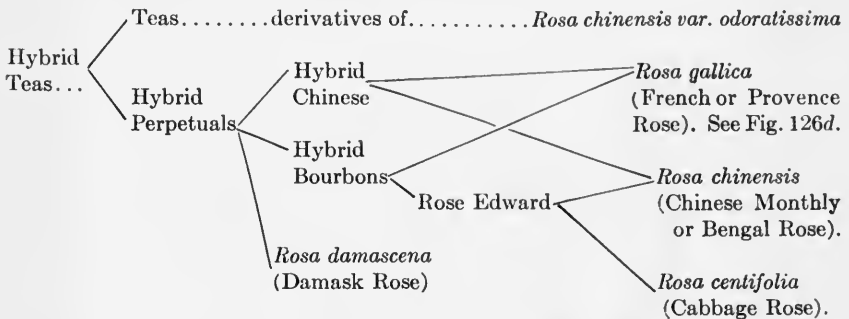 Teas........derivatives of...........Rosa chinensis var. odoratissima
Hybrid
Teas...
Hybrid
Perpetuals
Hybrid
Chinese
Rosa gallica
(French or Provence
Rose). See Fig. 126d.
Hybrid
Bourbons
Rose Edward
Rosa chinensis
(Chinese Monthly
or Bengal Rose).
Rosa damascena
(Damask Rose)
Rosa centifolia
(Cabbage Rose).